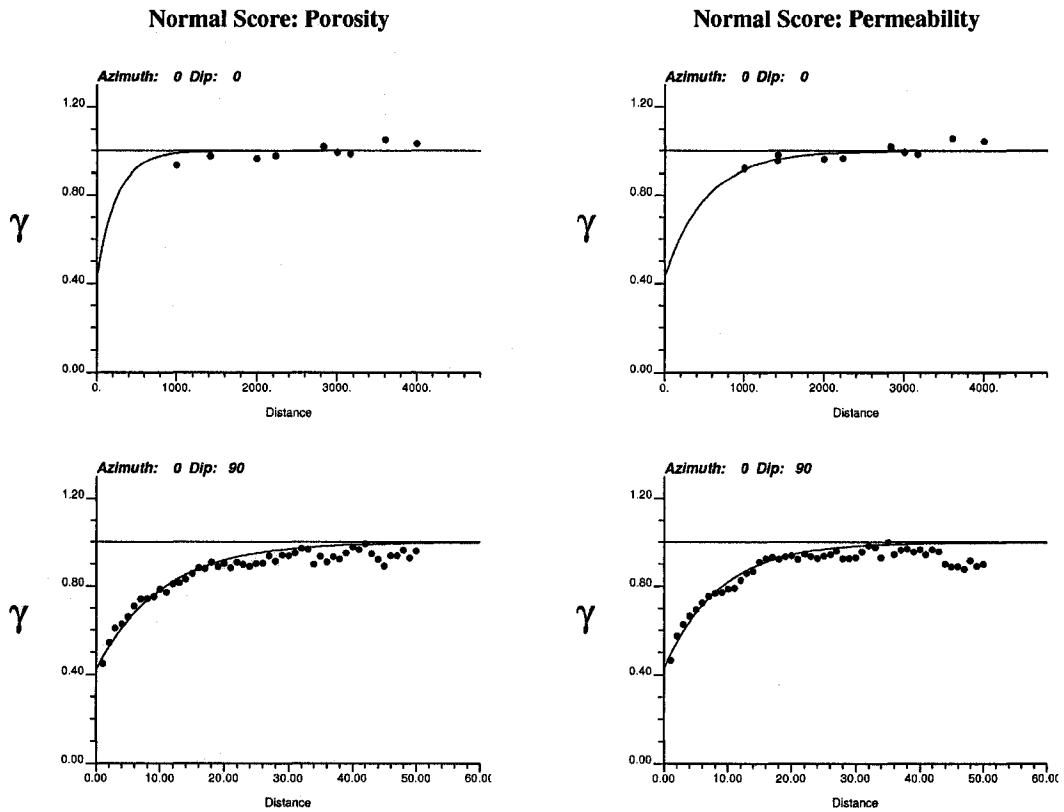 Normal Score: Porosity
Normal Score: Permeability
Azimuth: 0 Dip: 0
1.20
0.80
0.40
0.00
γ
0. 1000. 2000. 3000. 4000.
Distance
Azimuth: 0 Dip: 0
1.20
0.80
0.40
0.00
γ
0. 1000. 2000. 3000. 4000.
Distance
Azimuth: 0 Dip: 90
1.20
0.80
0.40
0.00
γ
0.00 10.00 20.00 30.00 40.00 50.00 60.00
Distance
Azimuth: 0 Dip: 90
1.20
0.80
0.40
0.00
γ
0.00 10.00 20.00 30.00 40.00 50.00 60.00
Distance